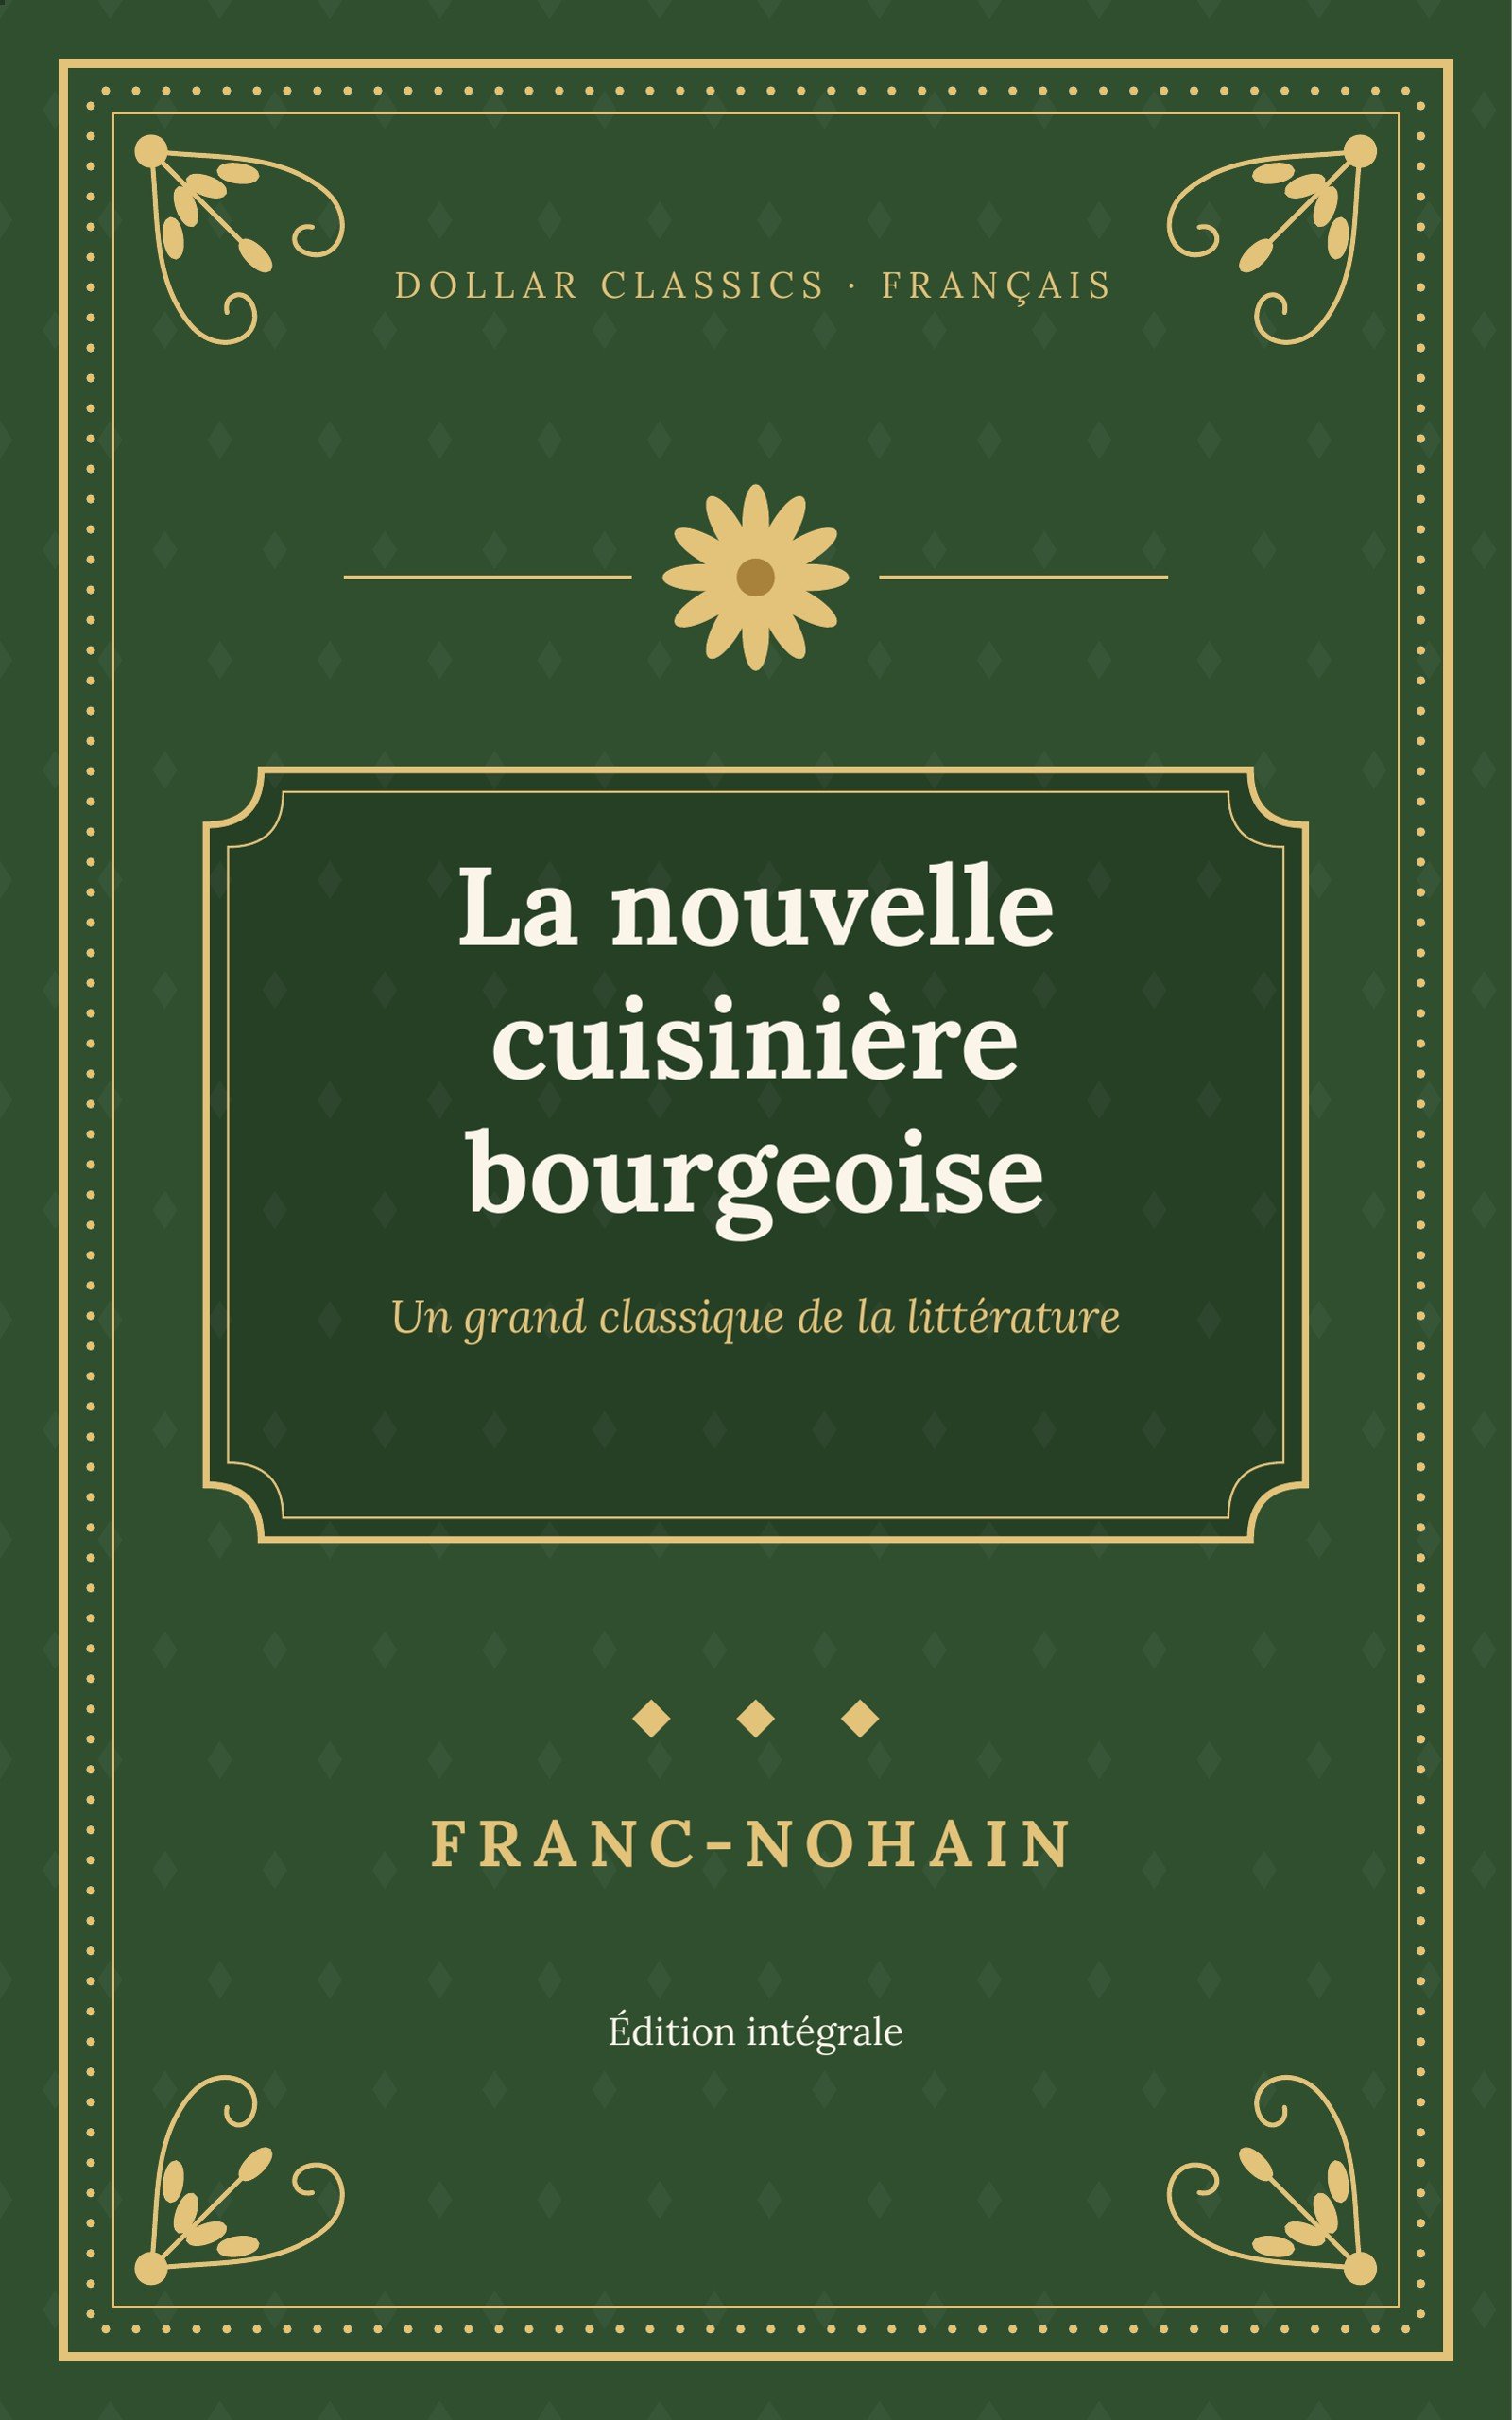 DOLLAR CLASSICS · FRANÇAIS
La nouvelle
cuisinière
bourgeoise
Un grand classique de la littérature
FRANC-NOHAIN
Édition intégrale